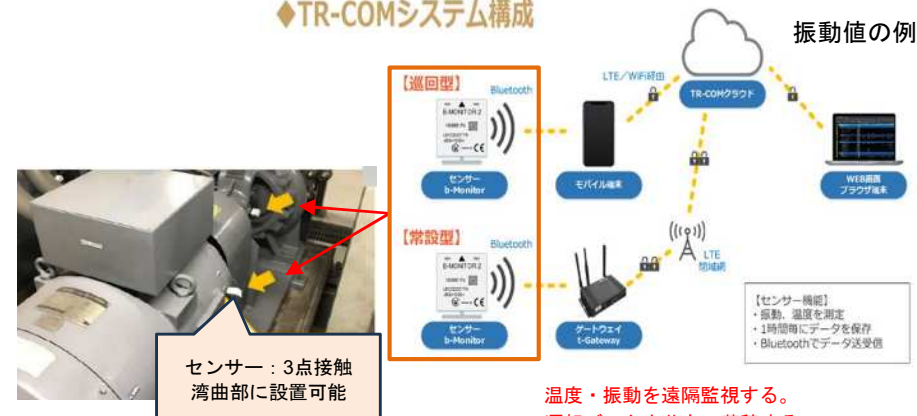 ◆TR-COMシステム構成
振動値の例
【巡回型】
Bluetooth
B-MONITOR 2
センサー
b-Monitor
LTE/WiFi経由
モバイル端末
TR-COMクラウド
WEB画面
ブラウザ端末
【常設型】
Bluetooth
B-MONITOR 2
センサー
b-Monitor
ゲートウェイ
t-Gateway
LTE
閉域網
【センサー機能】
・振動、温度を測定
・1時間毎にデータを保存
・Bluetoothでデータ送受信
センサー：3点接触
湾曲部に設置可能
温度・振動を遠隔監視する。